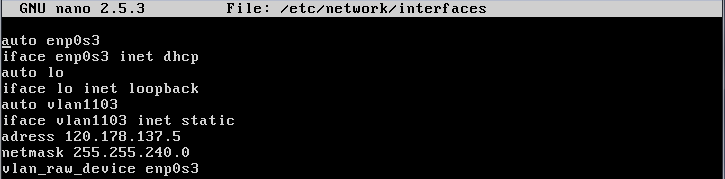 GNU nano 2.5.3 File: /etc/network/interfaces
auto enp0s3
iface enp0s3 inet dhcp
auto lo
iface lo inet loopback
auto vlan1103
iface vlan1103 inet static
adress 120.178.137.5
netmask 255.255.240.0
vlan_raw_device enp0s3